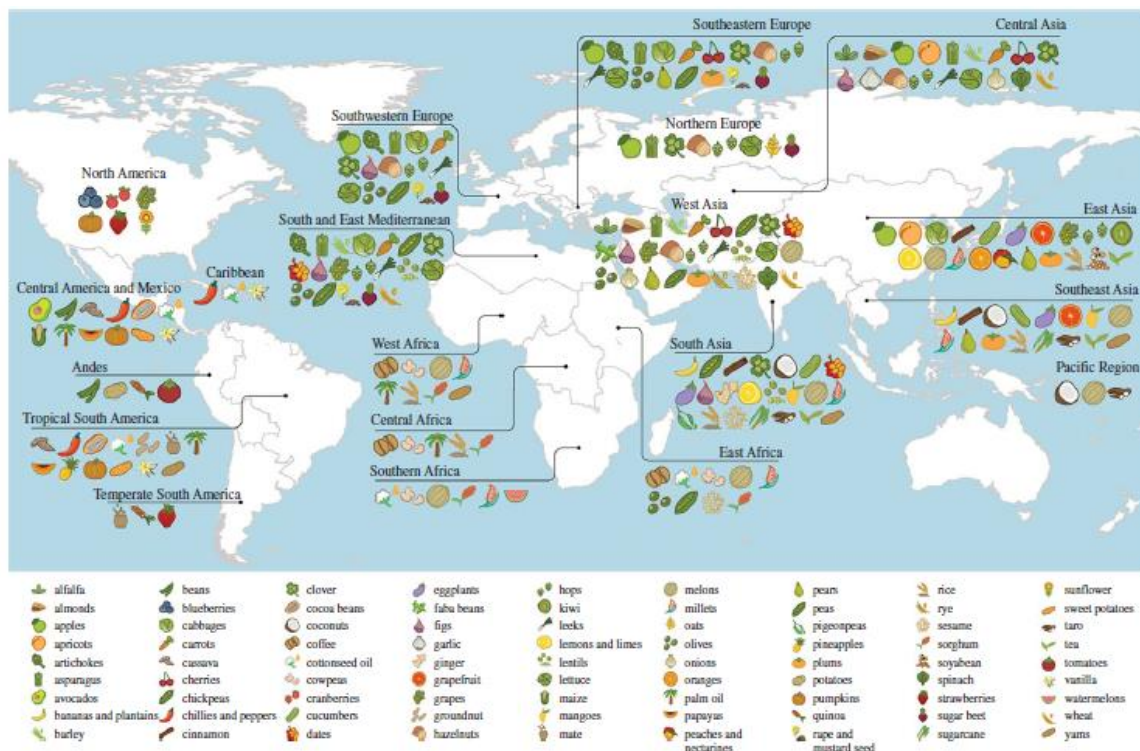 Southeastern Europe
Central Asia
Southwestern Europe
Northern Europe
North America
West Asia
South and East Mediterranean
East Asia
Caribbean
Central America and Mexico
Southeast Asia
West Africa
South Asia
Andes
Pacific Region
Tropical South America
Central Africa
East Africa
Southern Africa
Temperate South America
alfalfa
almonds
apples
apricots
artichokes
asparagus
avocados
bananas and plantains
barley
beans
blueberries
cabbages
carrots
cassava
cherries
chickpeas
chillies and peppers
cinnamon
clover
cocoa beans
coconuts
coffee
cottonseed oil
cowpeas
cranberries
cucumbers
dates
eggplants
faba beans
figs
garlic
ginger
grapefruit
grapes
groundnut
hazelnuts
hops
kiwi
leeks
lemons and limes
lentils
lettuce
maize
mangoes
mate
melons
millets
oats
olives
onions
oranges
palm oil
papayas
peaches and
nectarines
pears
peas
pigeonpeas
pineapples
plums
potatoes
pumpkins
quinoa
rape and
mustard seed
rice
rye
sesame
sorghum
soyabean
spinach
strawberries
sugar beet
sugarcane
sunflower
sweet potatoes
taro
tea
tomatoes
vanilla
watermelons
wheat
yams